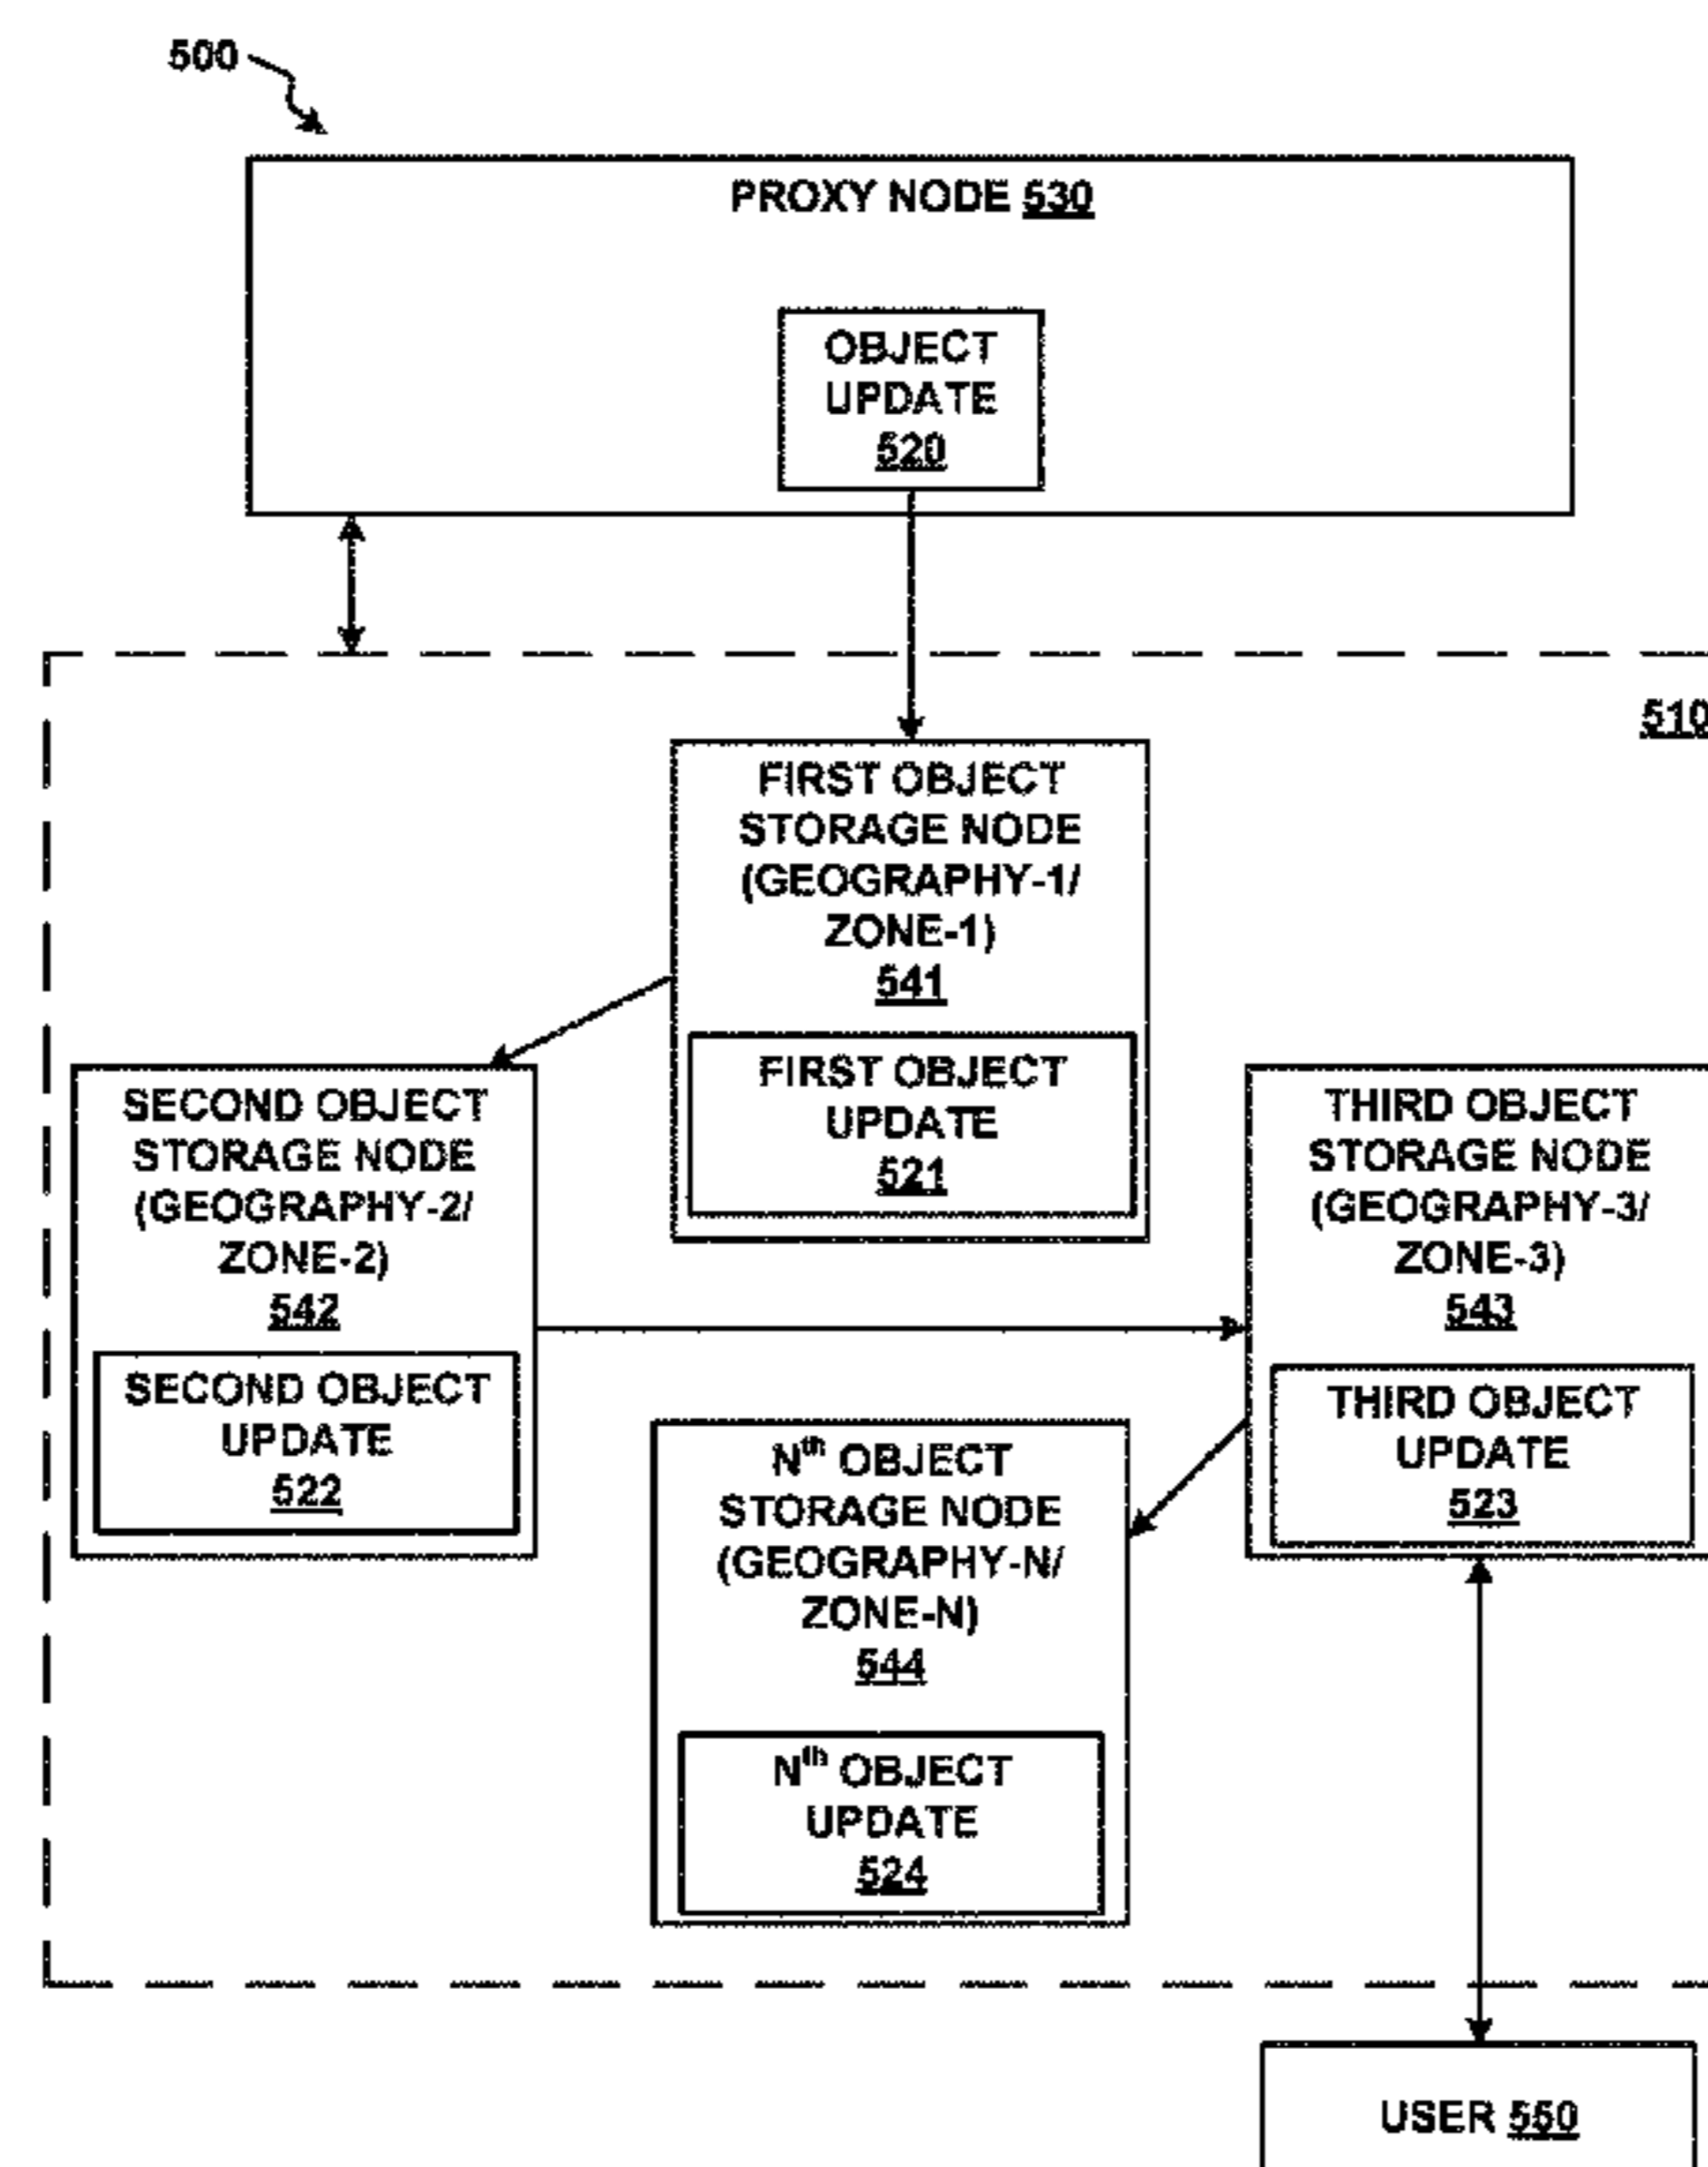 500
PROXY NODE 530
OBJECT
UPDATE
520
510
FIRST OBJECT
STORAGE NODE
(GEOGRAPHY-1/
ZONE-1)
541
FIRST OBJECT
UPDATE
521
SECOND OBJECT
STORAGE NODE
(GEOGRAPHY-2/
ZONE-2)
542
SECOND OBJECT
UPDATE
522
THIRD OBJECT
STORAGE NODE
(GEOGRAPHY-3/
ZONE-3)
543
THIRD OBJECT
UPDATE
523
Nth OBJECT
STORAGE NODE
(GEOGRAPHY-N/
ZONE-N)
544
Nth OBJECT
UPDATE
524
USER 550